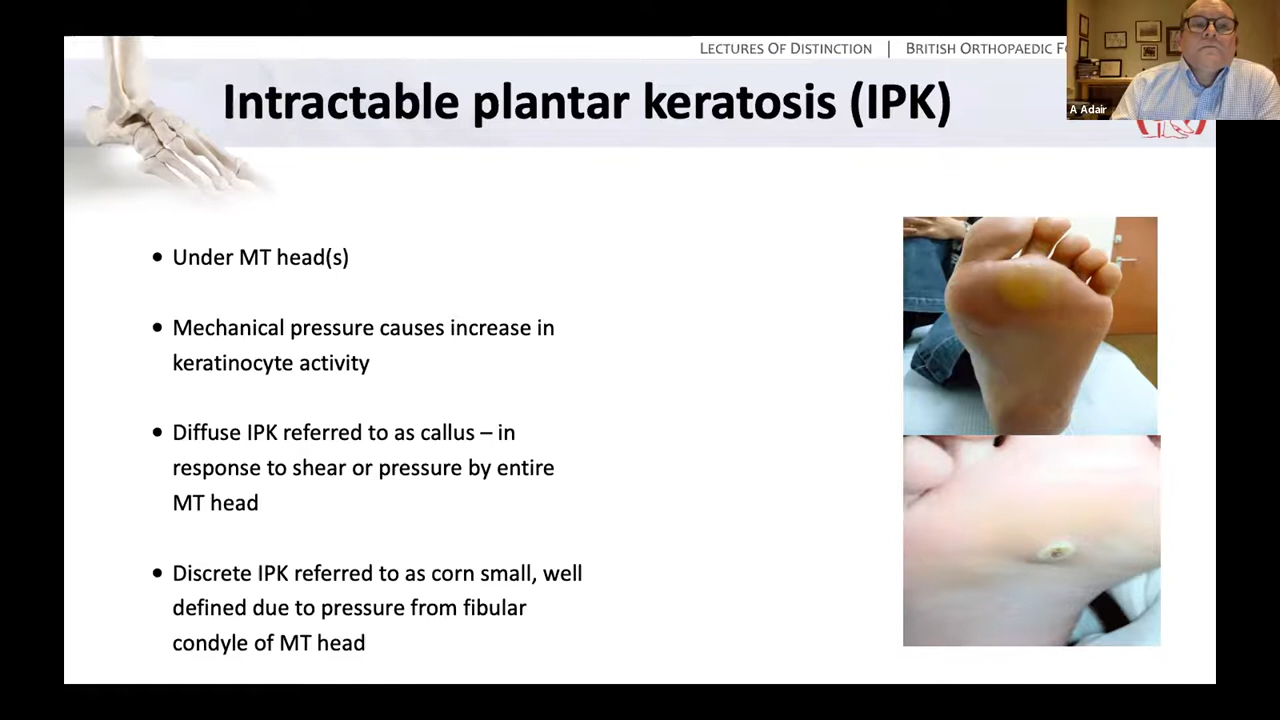 LECTURES OF DISTINCTION | BRITISH ORTHOPAEDIC
Intractable plantar keratosis (IPK)
A Adair
• Under MT head(s)
• Mechanical pressure causes increase in
keratinocyte activity
• Diffuse IPK referred to as callus – in
response to shear or pressure by entire
MT head
• Discrete IPK referred to as corn small, well
defined due to pressure from fibular
condyle of MT head